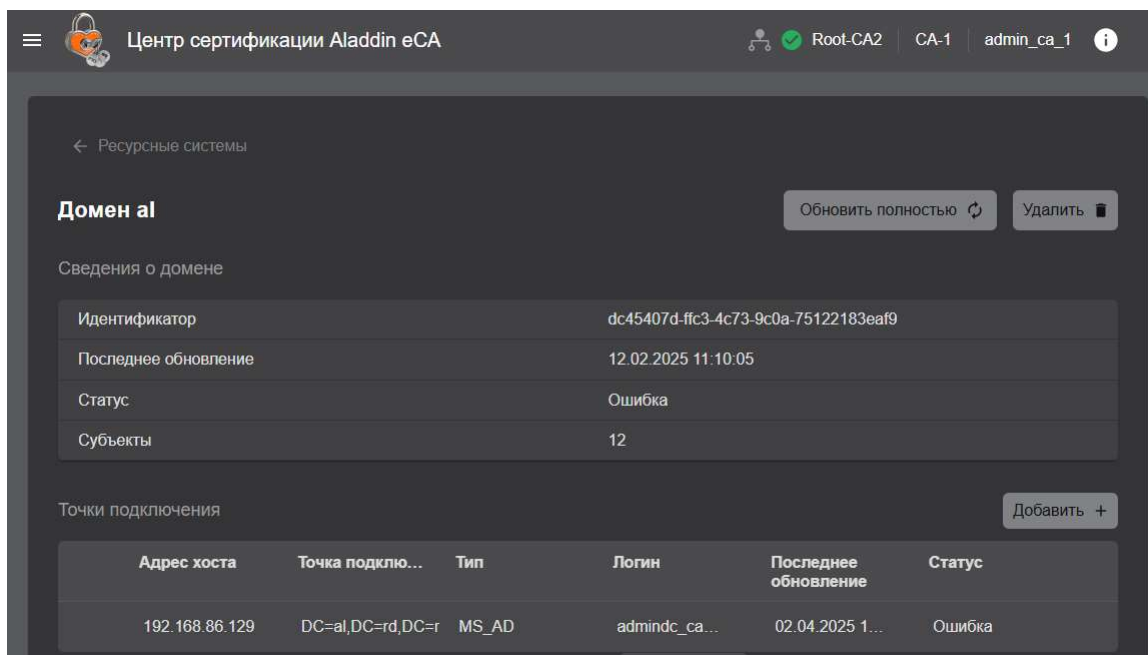 Центр сертификации Aladdin eCA
Root-CA2 CA-1 admin_ca_1
← Ресурсные системы
Домен al
Обновить полностью Удалить
Сведения о домене
Идентификатор dc45407d-ffc3-4c73-9c0a-75122183eaf9
Последнее обновление 12.02.2025 11:10:05
Статус Ошибка
Субъекты 12
Точки подключения Добавить +
Адрес хоста Точка подклю... Тип Логин Последнее обновление Статус
192.168.86.129 DC=al,DC=rd,DC=r MS_AD admindc_ca... 02.04.2025 1... Ошибка